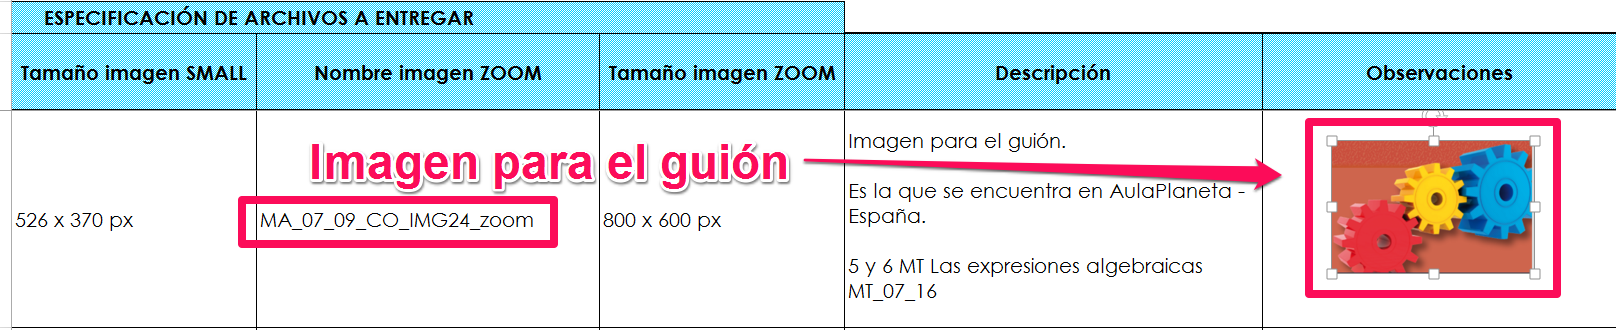 ESPECIFICACIÓN DE ARCHIVOS A ENTREGAR
Tamaño imagen SMALL
Nombre imagen ZOOM
Tamaño imagen ZOOM
Descripción
Observaciones
Imagen para el guión
526 x 370 px
MA_07_09_CO_IMG24_zoom
800 x 600 px
Imagen para el guión.
Es la que se encuentra en AulaPlaneta -
España.
5 y 6 MT Las expresiones algebraicas
MT_07_16